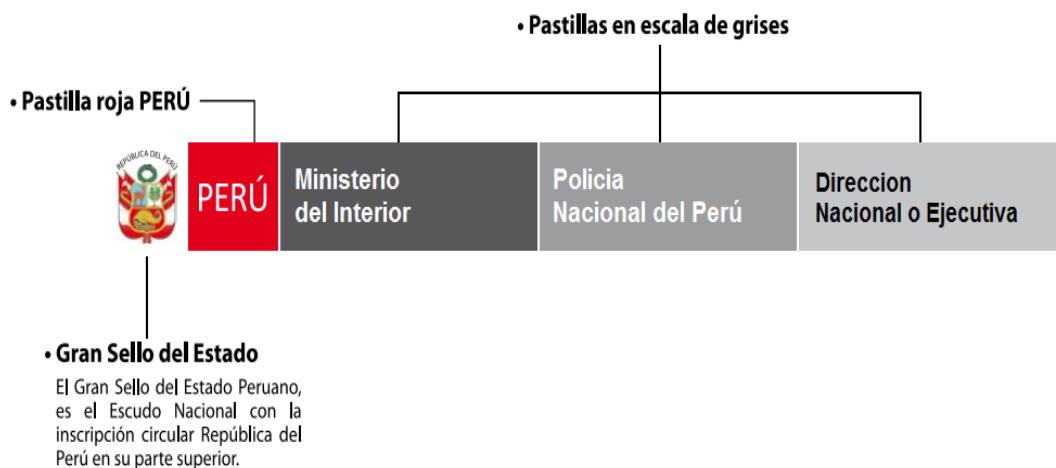 • Pastillas en escala de grises
• Pastilla roja PERÚ
REPÚBLICA DEL PERÚ
PERÚ
Ministerio
del Interior
Policia
Nacional del Perú
Direccion
Nacional o Ejecutiva
• Gran Sello del Estado
El Gran Sello del Estado Peruano,
es el Escudo Nacional con la
inscripción circular República del
Perú en su parte superior.